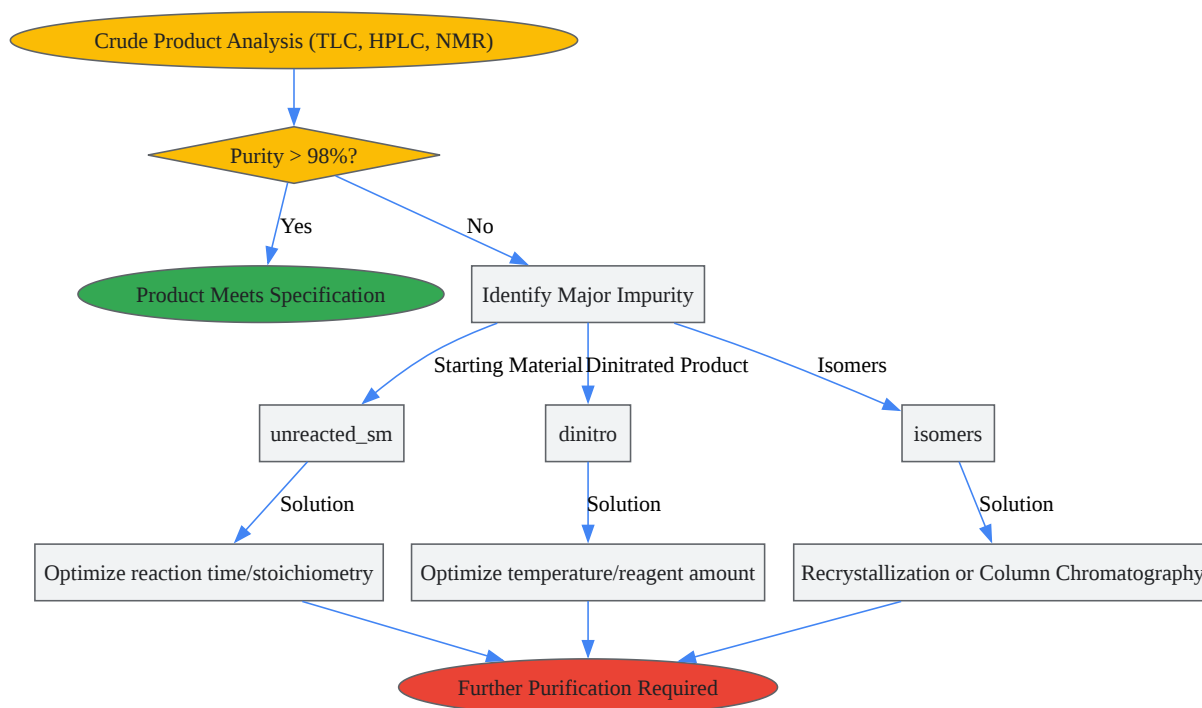 Crude Product Analysis (TLC, HPLC, NMR)
Purity > 98%?
Yes
No
Product Meets Specification
Identify Major Impurity
Starting Material
Dinitrated Product
Isomers
unreacted_sm
dinitro
isomers
Solution
Solution
Solution
Optimize reaction time/stoichiometry
Optimize temperature/reagent amount
Recrystallization or Column Chromatography
Further Purification Required